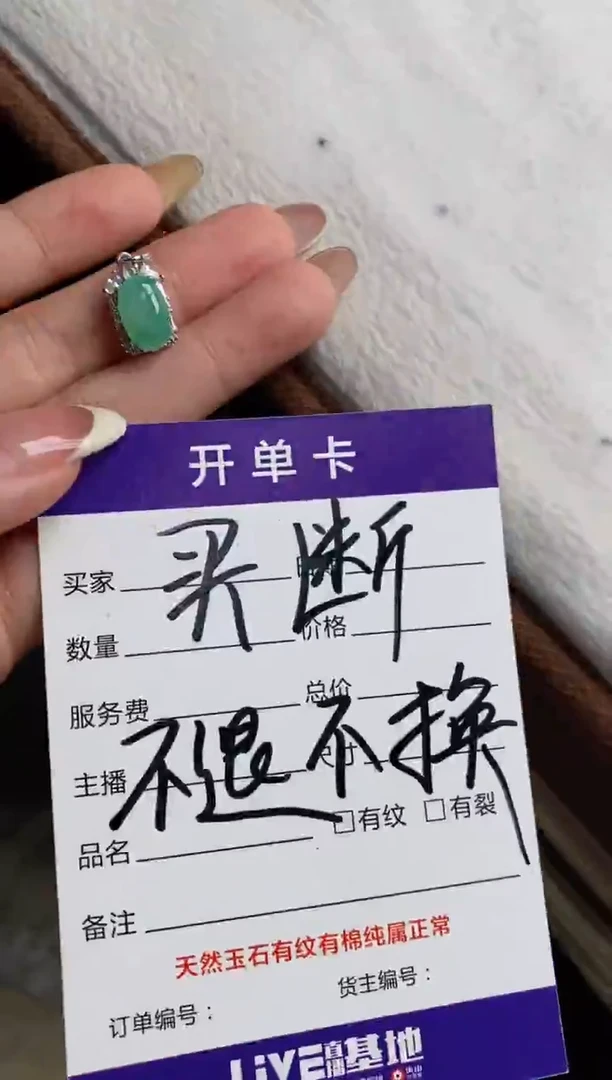 开单卡
买断
买家
数量 价格
服务费 总价
不退不换
主播
品名 □有纹 □有裂
备注
天然玉石有纹有棉纯属正常
订单编号： 货主编号：
LIVE直播基地